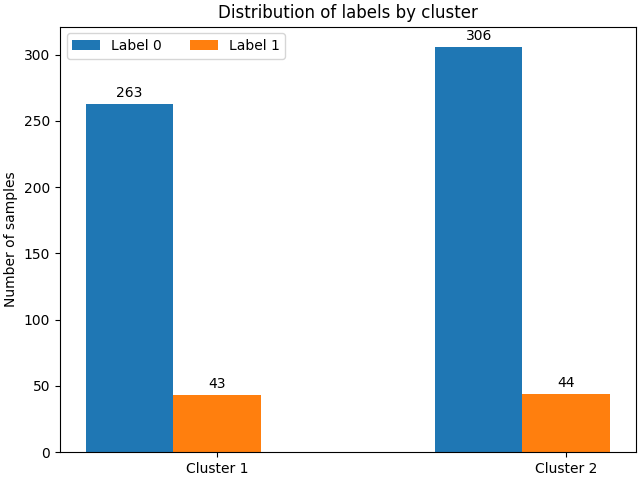 Distribution of labels by cluster
Label 0
Label 1
Number of samples
300
250
200
150
100
50
0
263
43
306
44
Cluster 1
Cluster 2